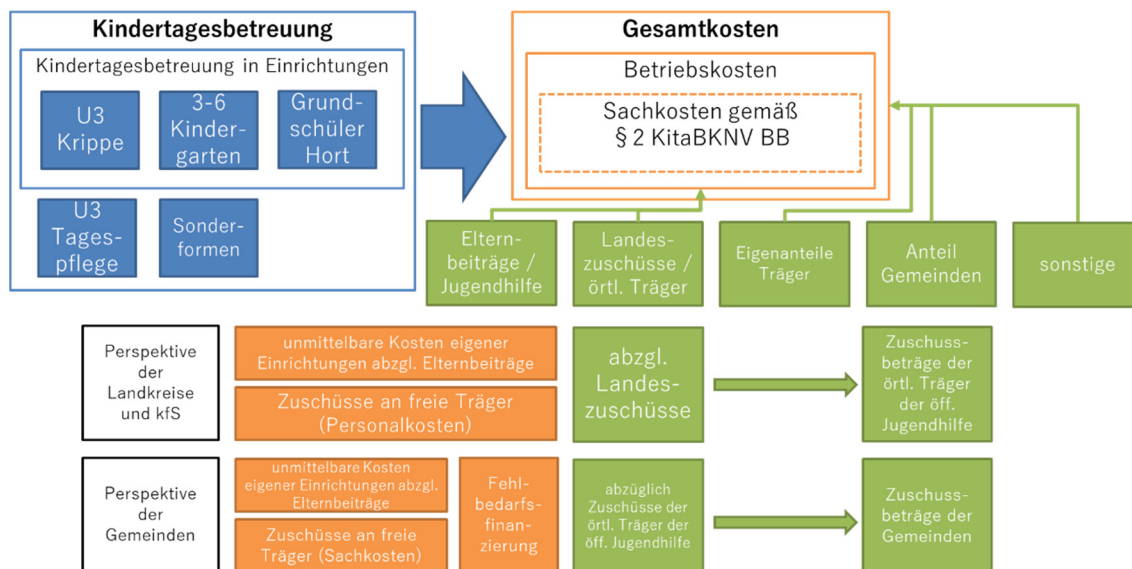 Kindertagesbetreuung
Kindertagesbetreuung in Einrichtungen
U3
Krippe
3-6
Kinder-
garten
Grund-
schüler
Hort
U3
Tages-
pflege
Sonder-
formen
Gesamtkosten
Betriebskosten
Sachkosten gemäß
§ 2 KitaBKNV BB
Eltern-
beiträge /
Jugendhilfe
Landes-
zuschüsse /
örtl. Träger
Eigenanteile
Träger
Anteil
Gemeinden
sonstige
Perspektive
der
Landkreise
und kfS
unmittelbare Kosten eigener
Einrichtungen abzgl. Elternbeiträge
Zuschüsse an freie Träger
(Personalkosten)
abzgl.
Landes-
zuschüsse
Zuschuss-
beträge der
örtl. Träger
der öff.
Jugendhilfe
Perspektive
der
Gemeinden
unmittelbare Kosten
eigener Einrichtungen abzgl.
Elternbeiträge
Zuschüsse an freie
Träger (Sachkosten)
Fehl-
bedarfs-
finan-
zierung
abzüglich
Zuschüsse der
örtl. Träger der
öff. Jugendhilfe
Zuschuss-
beträge der
Gemeinden